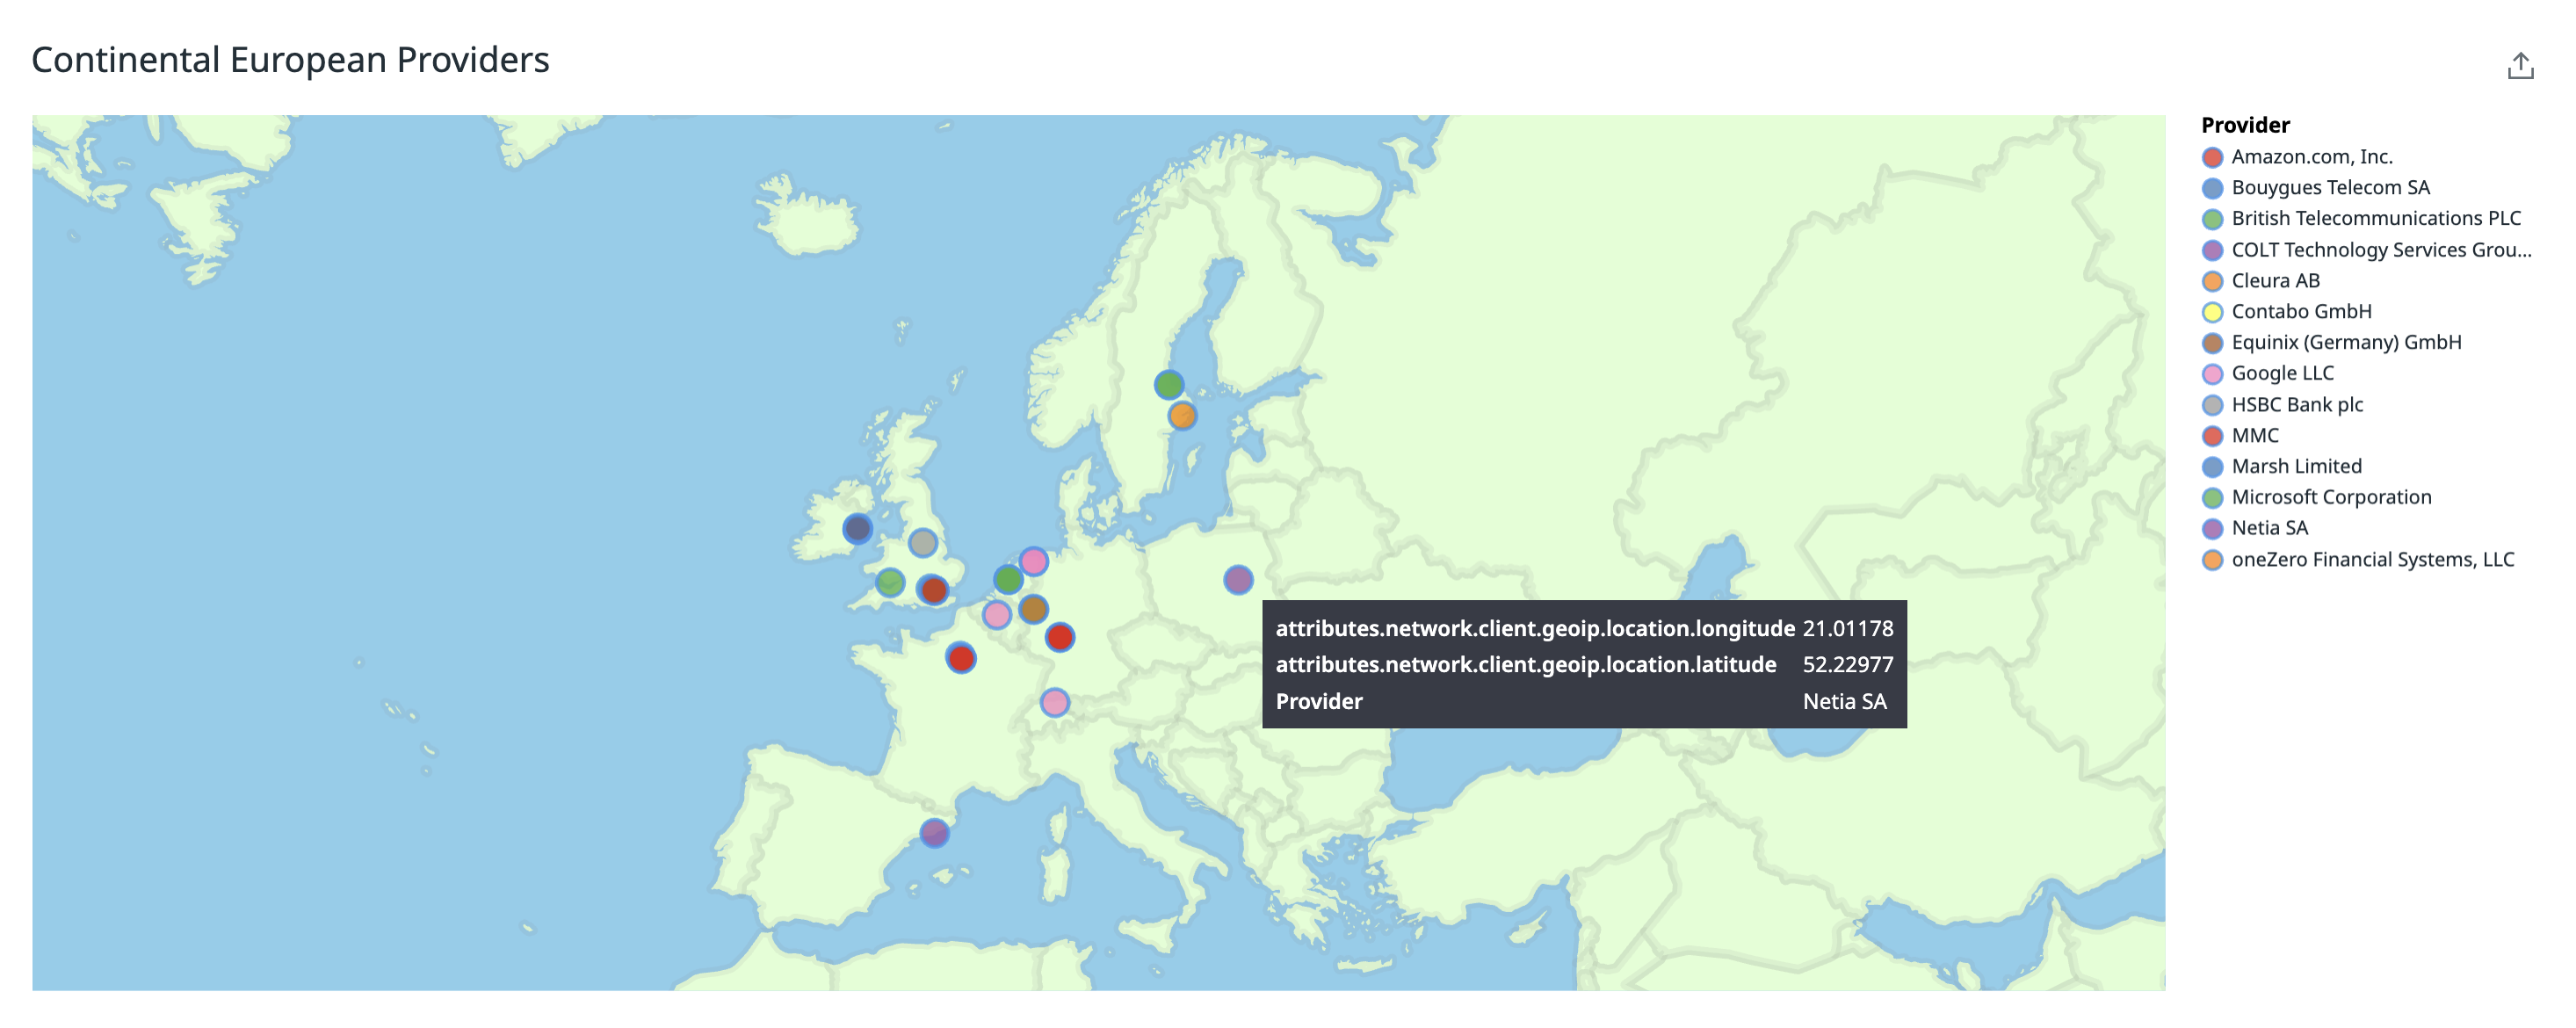 Continental European Providers
Provider
Amazon.com, Inc.
Bouygues Telecom SA
British Telecommunications PLC
COLT Technology Services Grou...
Cleura AB
Contabo GmbH
Equinix (Germany) GmbH
Google LLC
HSBC Bank plc
MMC
Marsh Limited
Microsoft Corporation
Netia SA
oneZero Financial Systems, LLC
attributes.network.client.geoip.location.longitude 21.01178
attributes.network.client.geoip.location.latitude 52.22977
Provider Netia SA